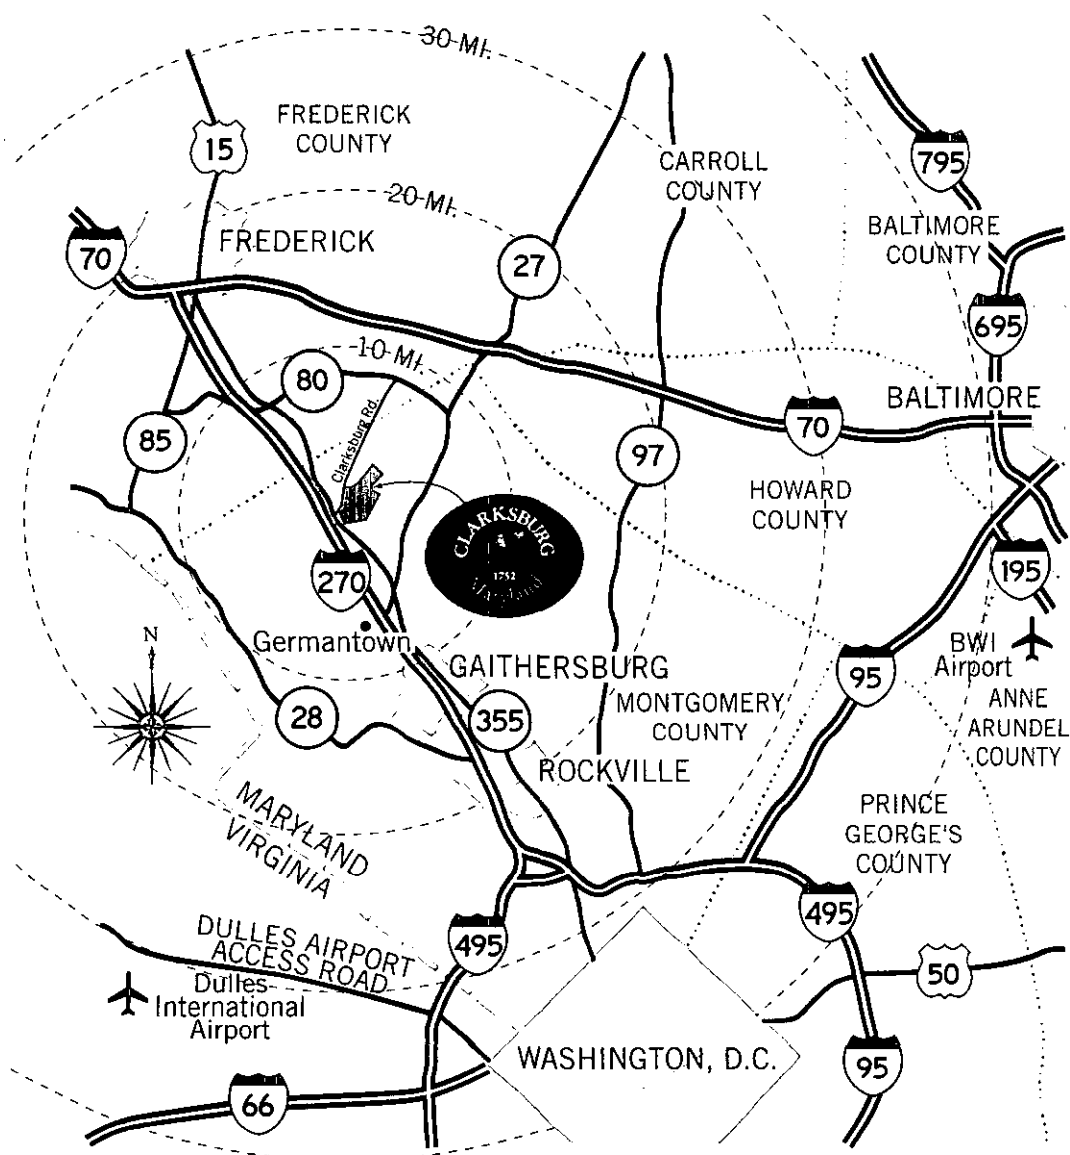 30 MI.
FREDERICK
COUNTY
15
CARROLL
COUNTY
795
20 MI.
BALTIMORE
COUNTY
FREDERICK
70
27
695
10 MI.
80
BALTIMORE
Clarksburg Rd.
70
85
97
HOWARD
COUNTY
CLARKSBURG
1752
Maryland
270
195
N
Germantown
BWI
Airport
GAITHERSBURG
95
28
355
MONTGOMERY
COUNTY
ANNE
ARUNDEL
COUNTY
ROCKVILLE
MARYLAND
VIRGINIA
PRINCE
GEORGE'S
COUNTY
495
495
DULLES AIRPORT
ACCESS ROAD
50
Dulles
International
Airport
WASHINGTON, D.C.
95
66